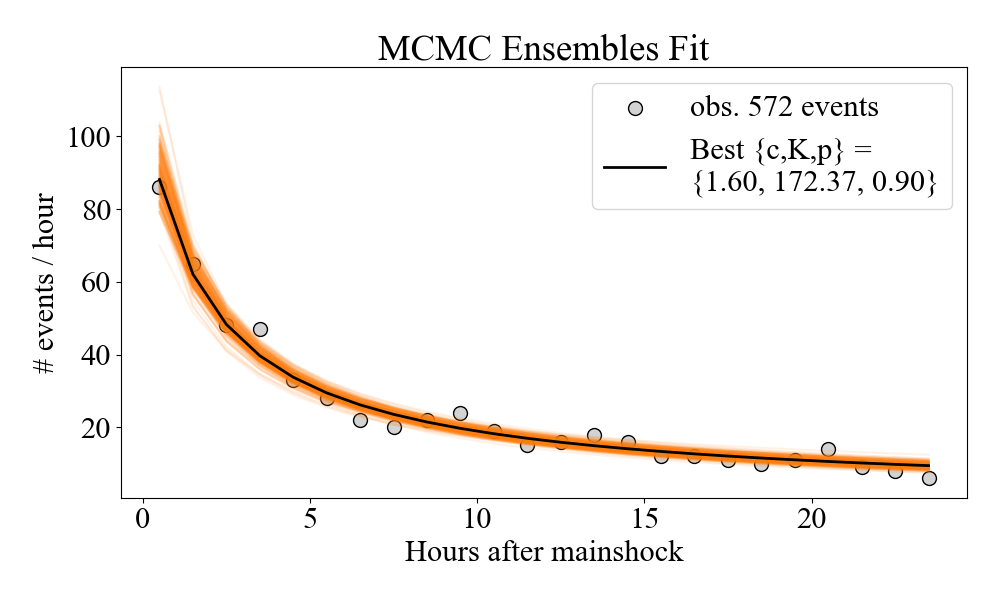 MCMC Ensembles Fit
obs. 572 events
Best {c,K,p} =
{1.60, 172.37, 0.90}
# events / hour
100
80
60
40
20
0
5
10
15
20
Hours after mainshock